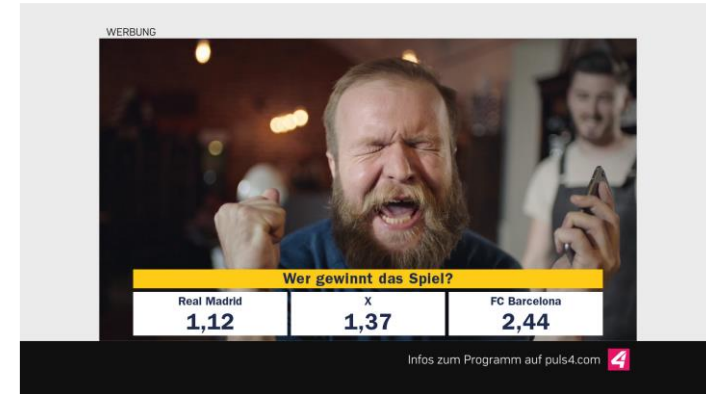 WERBUNG
Wer gewinnt das Spiel?
Real Madrid
1,12
X
1,37
FC Barcelona
2,44
Infos zum Programm auf puls4.com 4